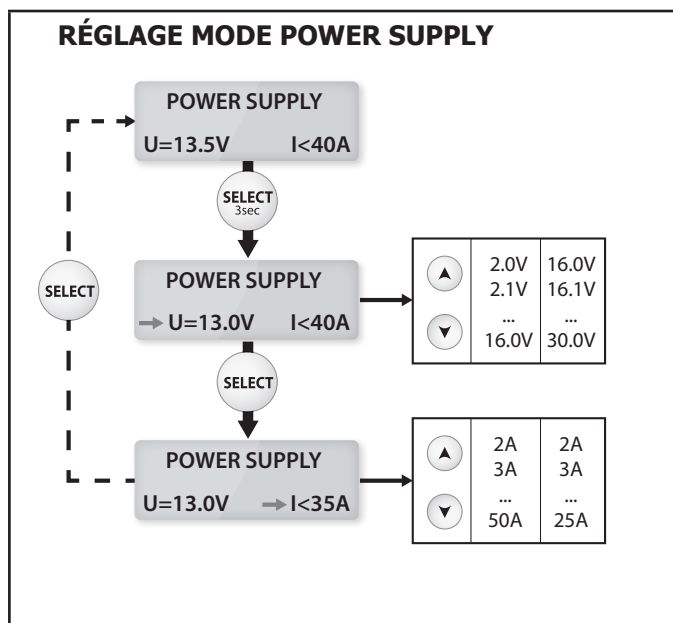 RÉGLAGE MODE POWER SUPPLY
POWER SUPPLY
U=13.5V I<40A
SELECT
3sec
POWER SUPPLY
U=13.0V I<40A
2.0V 16.0V
2.1V 16.1V
... ...
16.0V 30.0V
SELECT
SELECT
POWER SUPPLY
U=13.0V I<35A
2A 2A
3A 3A
... ...
50A 25A